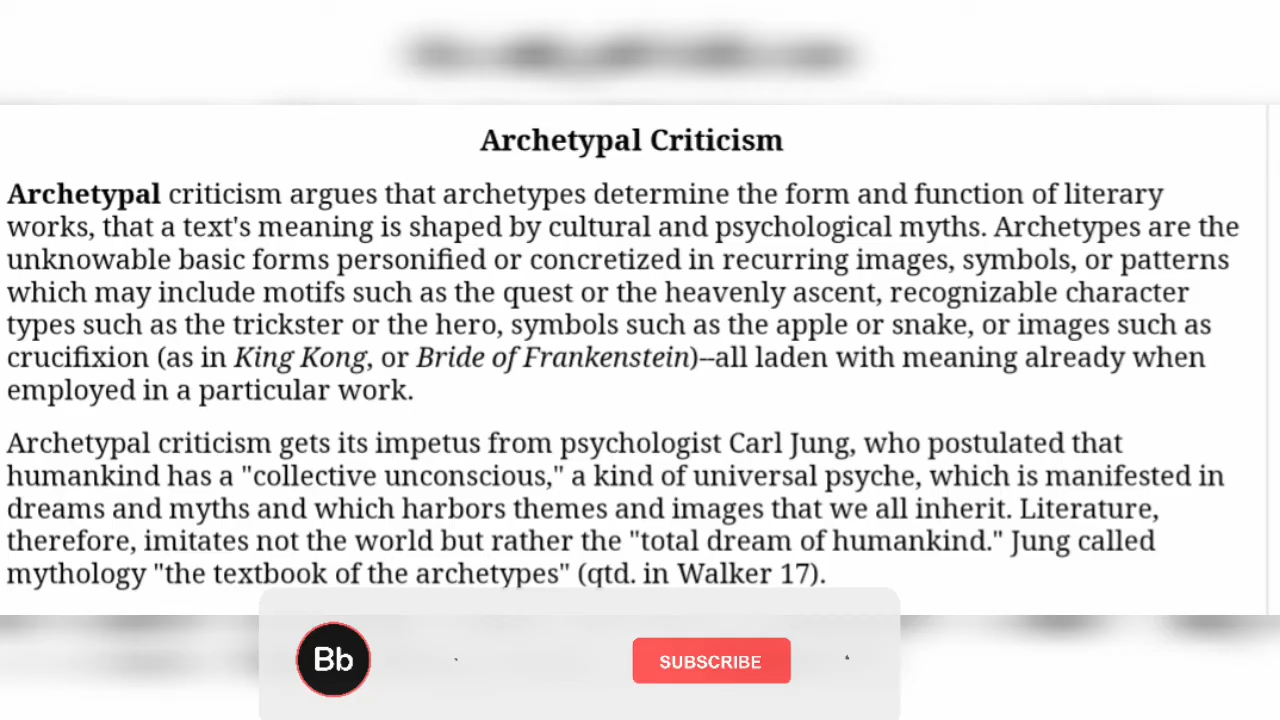 Archetypal Criticism
Archetypal criticism argues that archetypes determine the form and function of literary
works, that a text's meaning is shaped by cultural and psychological myths. Archetypes are the
unknowable basic forms personified or concretized in recurring images, symbols, or patterns
which may include motifs such as the quest or the heavenly ascent, recognizable character
types such as the trickster or the hero, symbols such as the apple or snake, or images such as
crucifixion (as in King Kong, or Bride of Frankenstein)--all laden with meaning already when
employed in a particular work.
Archetypal criticism gets its impetus from psychologist Carl Jung, who postulated that
humankind has a "collective unconscious," a kind of universal psyche, which is manifested in
dreams and myths and which harbors themes and images that we all inherit. Literature,
therefore, imitates not the world but rather the "total dream of humankind." Jung called
mythology "the textbook of the archetypes" (qtd. in Walker 17).
Bb
SUBSCRIBE